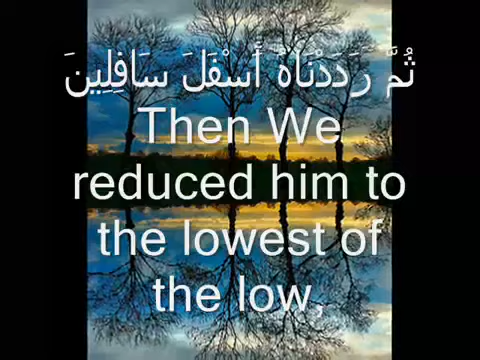 ثُمَّ رَدَدْنَاهُ أَسْفَلَ سَافِلِينَ
Then We
reduced him to
the lowest of
the low,